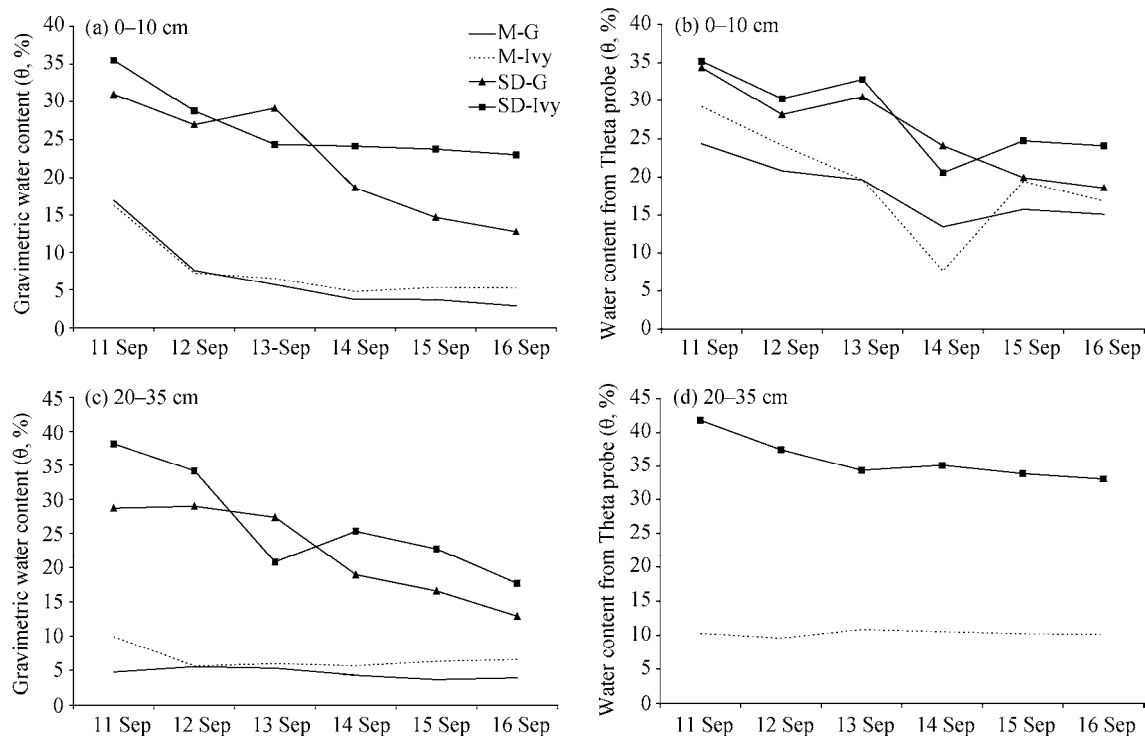 (a) 0–10 cm
Gravimetric water content (θ, %)
40
35
30
25
20
15
10
5
0
11 Sep 12 Sep 13-Sep 14 Sep 15 Sep 16 Sep
M-G
M-Ivy
SD-G
SD-Ivy
(b) 0–10 cm
Water content from Theta probe (θ, %)
40
35
30
25
20
15
10
5
0
11 Sep 12 Sep 13 Sep 14 Sep 15 Sep 16 Sep
(c) 20–35 cm
Gravimetric water content (θ, %)
45
40
35
30
25
20
15
10
5
0
11 Sep 12 Sep 13 Sep 14 Sep 15 Sep 16 Sep
(d) 20–35 cm
Water content from Theta probe (θ, %)
45
40
35
30
25
20
15
10
5
0
11 Sep 12 Sep 13 Sep 14 Sep 15 Sep 16 Sep